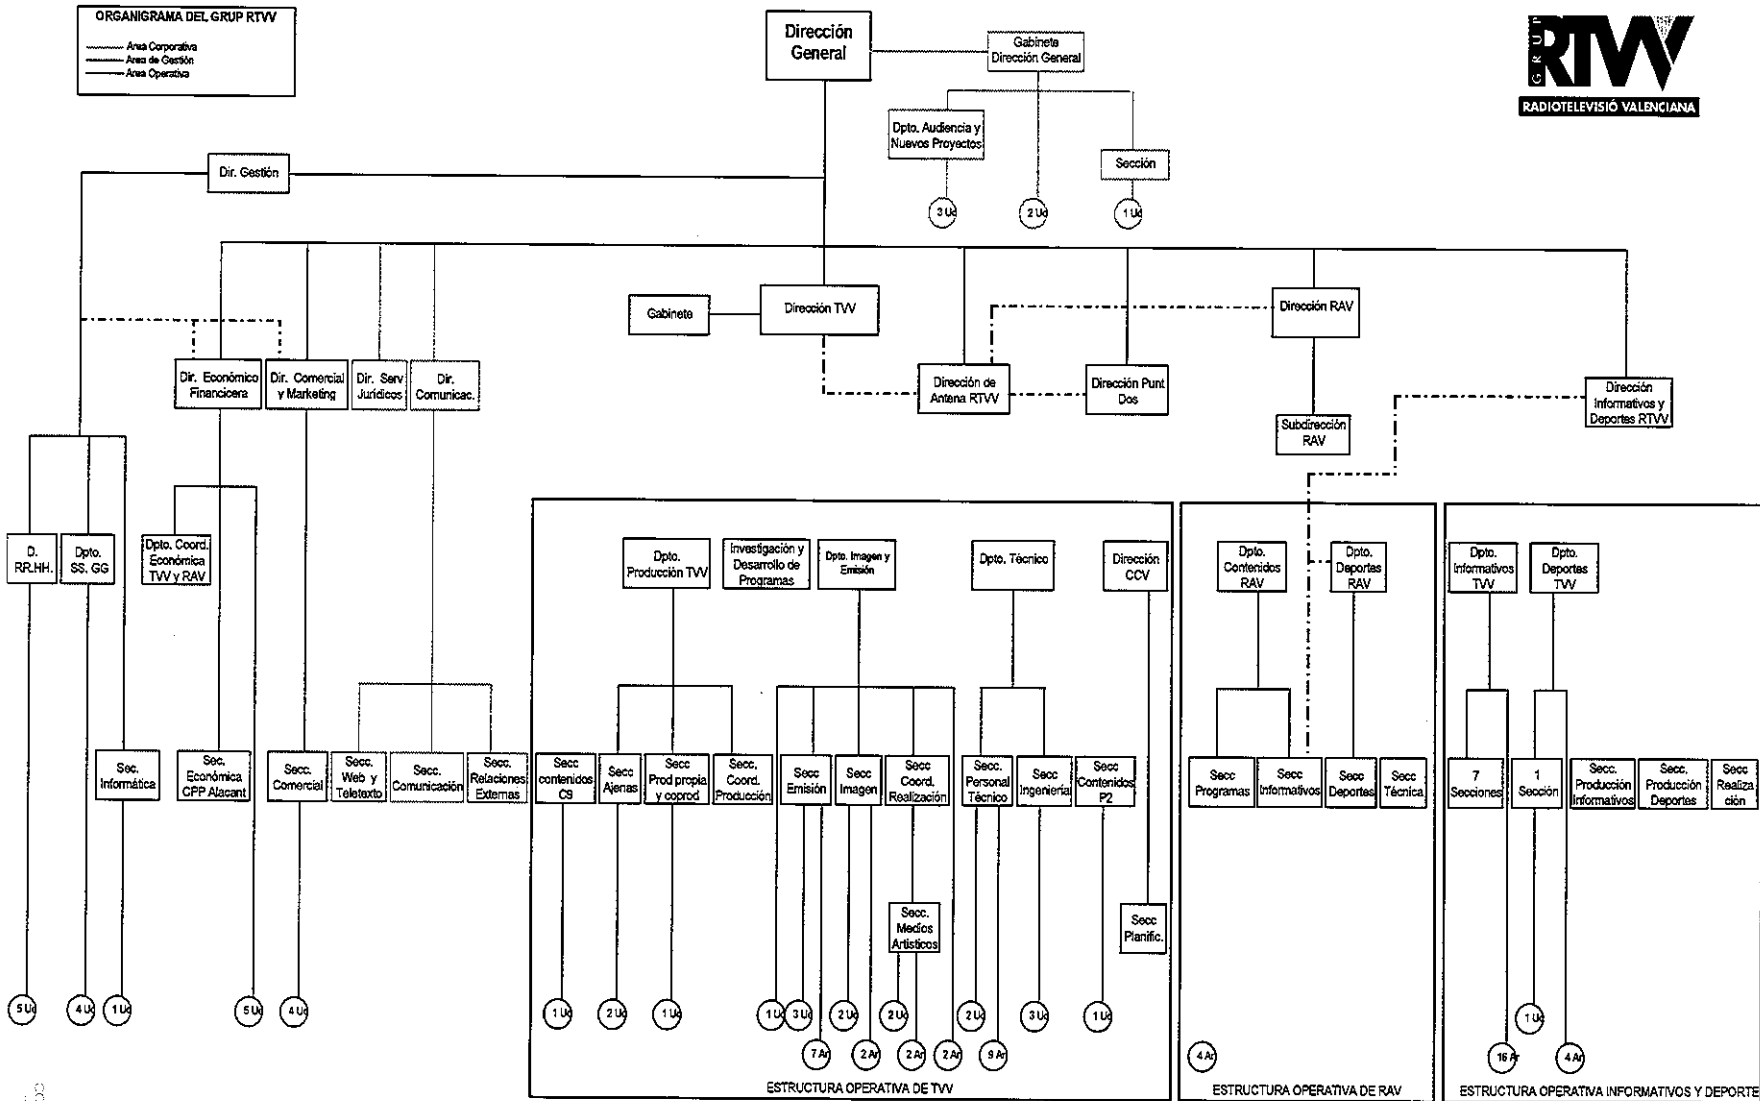 ORGANIGRAMA DEL GRUP RTVV
Area Corporativa
Area de Gestión
Area Operativa
Dirección
General
Gabinete
Dirección General
GRUP
RTVV
RADIOTELEVISIÓ VALENCIANA
Dpto. Audiencia y
Nuevos Proyectos
Sección
3 Ud
2 Ud
1 Ud
Dir. Gestión
Gabinete
Dirección TVV
Dirección RAV
Dir. Económico
Financicera
Dir. Comercial
y Marketing
Dir. Serv
Jurídicos
Dir.
Comunicac.
Dirección de
Antena RTVV
Dirección Punt
Dos
Subdirección
RAV
Dirección
Informativos y
Deportes RTVV
D.
RR.HH.
Dpto.
SS. GG
Dpto. Coord.
Económica
TVV y RAV
Dpto.
Producción TVV
Investigación y
Desarrollo de
Programas
Dpto. Imagen y
Emisión
Dpto. Técnico
Dirección
CCV
Dpto.
Contenidos
RAV
Dpto.
Deportes
RAV
Dpto.
Informativos
TVV
Dpto.
Deportes
TVV
Sec.
Informática
Sec.
Económica
CPP Alacant
Secc.
Comercial
Secc.
Web y
Teletexto
Secc.
Comunicación
Secc.
Relaciones
Externas
Secc
contenidos
C9
Secc
Ajenas
Secc
Prod propia
y coprod
Secc.
Coord.
Producción
Secc
Emisión
Secc
Imagen
Secc
Coord.
Realización
Secc.
Personal
Técnico
Secc
Ingenieríal
Secc
Contenidos
P2
Secc
Programas
Secc
Informativos
Secc
Deportes
Secc
Técnica
7
Secciones
1
Sección
Secc.
Producción
Informativos
Secc.
Producción
Deportes
Secc
Realiza
ción
Secc.
Medios
Artisticos
Secc
Planific.
5 Ud
4 Ud
1 Ud
5 Ud
4 Ud
1 Ud
2 Ud
1 Ud
1 Ud
3 Ud
2 Ud
2 Ud
2 Ud
3 Ud
1 Ud
1 Ud
7 Ar
2 Ar
2 Ar
2 Ar
9 Ar
4 Ar
16 Ar
4 Ar
ESTRUCTURA OPERATIVA DE TVV
ESTRUCTURA OPERATIVA DE RAV
ESTRUCTURA OPERATIVA INFORMATIVOS Y DEPORTE